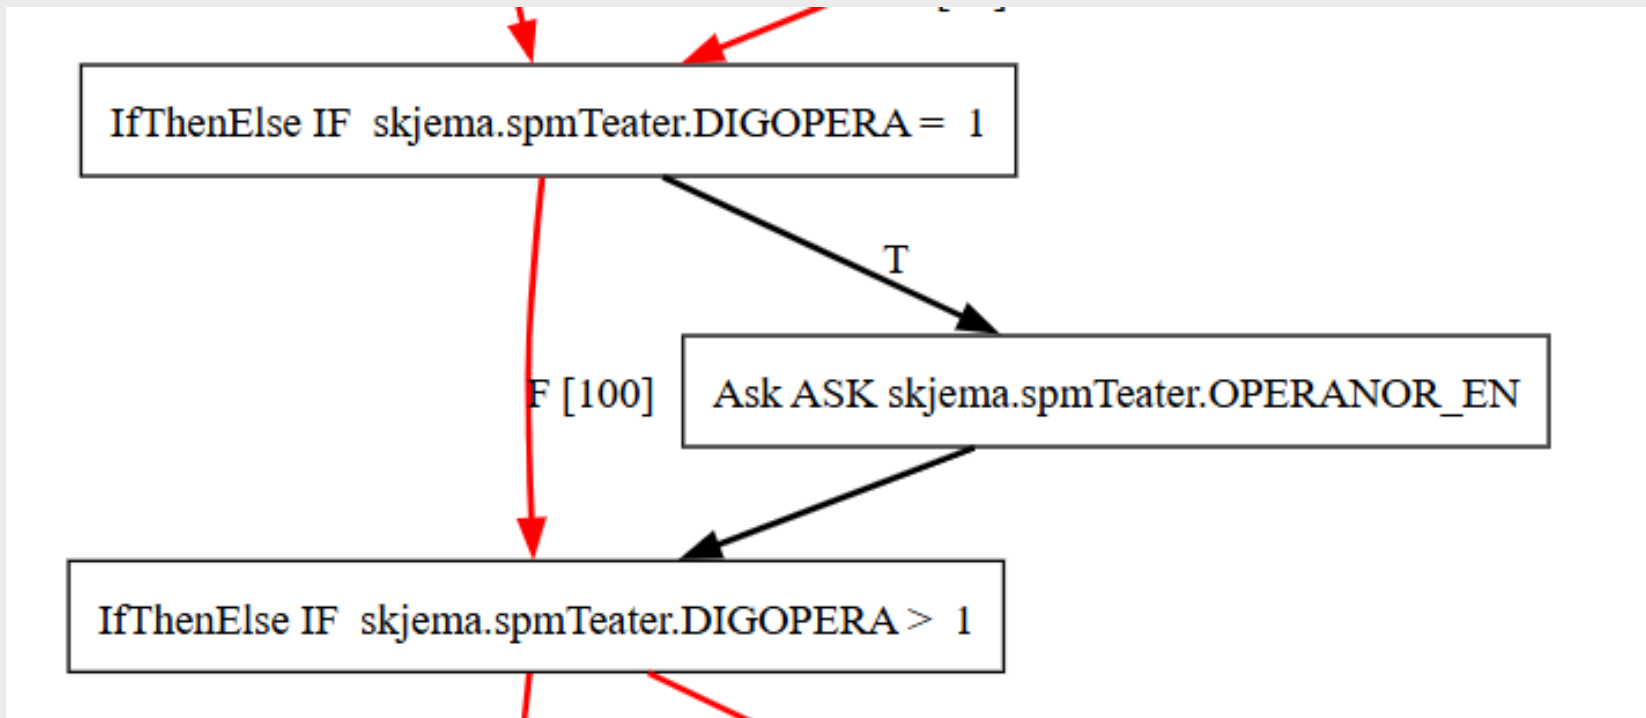 IfThenElse IF skjema.spmTeater.DIGOPERA = 1
T
F [100]
Ask ASK skjema.spmTeater.OPERANOR_EN
IfThenElse IF skjema.spmTeater.DIGOPERA > 1